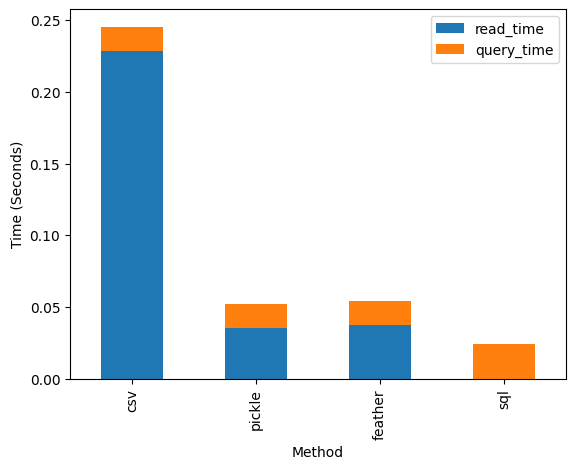 read_time
query_time
0.25
0.20
0.15
0.10
0.05
0.00
Time (Seconds)
csv
pickle
feather
sql
Method